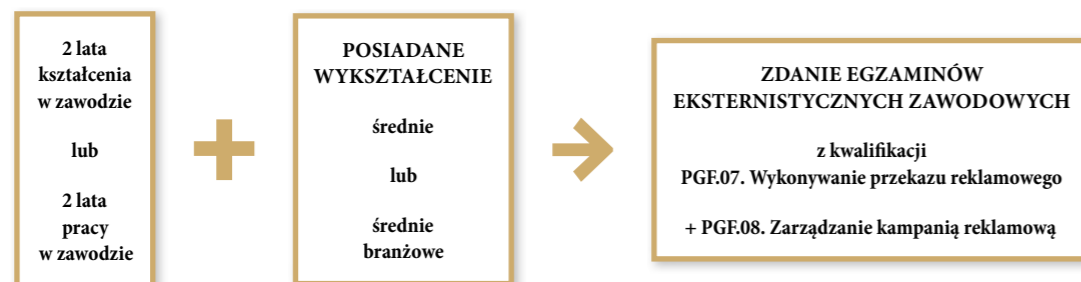 2 lata
kształcenia
w zawodzie
lub
2 lata
pracy
w zawodzie
+
POSIADANE
WYKSZTAŁCENIE
średnie
lub
średnie
branżowe
ZDANIE EGZAMINÓW
EKSTERNISTYCZNYCH ZAWODOWYCH
z kwalifikacji
PGF.07. Wykonywanie przekazu reklamowego
+ PGF.08. Zarządzanie kampanią reklamową